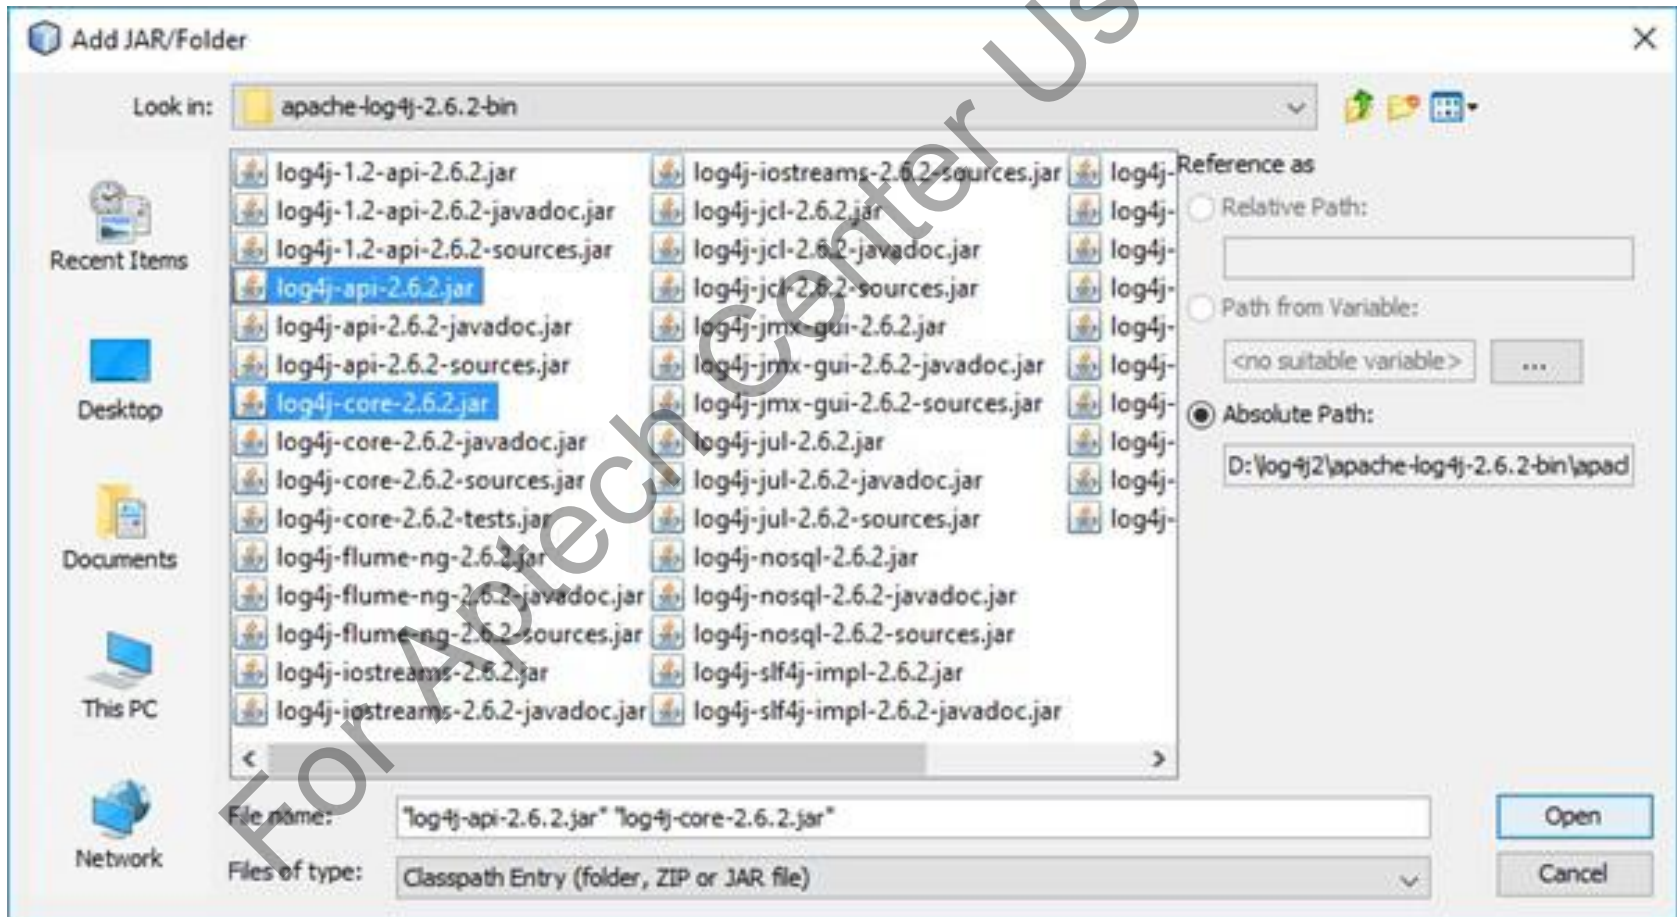 Add JAR/Folder
Look in: apache-log4j-2.6.2-bin
Recent Items
Desktop
Documents
This PC
Network
log4j-1.2-api-2.6.2.jar
log4j-1.2-api-2.6.2-javadoc.jar
log4j-1.2-api-2.6.2-sources.jar
log4j-api-2.6.2.jar
log4j-api-2.6.2-javadoc.jar
log4j-api-2.6.2-sources.jar
log4j-core-2.6.2.jar
log4j-core-2.6.2-javadoc.jar
log4j-core-2.6.2-sources.jar
log4j-core-2.6.2-tests.jar
log4j-flume-ng-2.6.2.jar
log4j-flume-ng-2.6.2-javadoc.jar
log4j-flume-ng-2.6.2-sources.jar
log4j-iostreams-2.6.2.jar
log4j-iostreams-2.6.2-javadoc.jar
log4j-iostreams-2.6.2-sources.jar
log4j-jcl-2.6.2.jar
log4j-jcl-2.6.2-javadoc.jar
log4j-jcl-2.6.2-sources.jar
log4j-jmx-gui-2.6.2.jar
log4j-jmx-gui-2.6.2-javadoc.jar
log4j-jmx-gui-2.6.2-sources.jar
log4j-jul-2.6.2.jar
log4j-jul-2.6.2-javadoc.jar
log4j-jul-2.6.2-sources.jar
log4j-nosql-2.6.2.jar
log4j-nosql-2.6.2-javadoc.jar
log4j-nosql-2.6.2-sources.jar
log4j-slf4j-impl-2.6.2.jar
log4j-slf4j-impl-2.6.2-javadoc.jar
log4j-
log4j-
log4j-
log4j-
log4j-
log4j-
log4j-
log4j-
log4j-
log4j-
Reference as
Relative Path:
Path from Variable:
<no suitable variable> ...
Absolute Path:
D:\log4j2\apache-log4j-2.6.2-bin\apac
File name: "log4j-api-2.6.2.jar" "log4j-core-2.6.2.jar"
Files of type: Classpath Entry (folder, ZIP or JAR file)
Open
Cancel
For Aptech Center Us